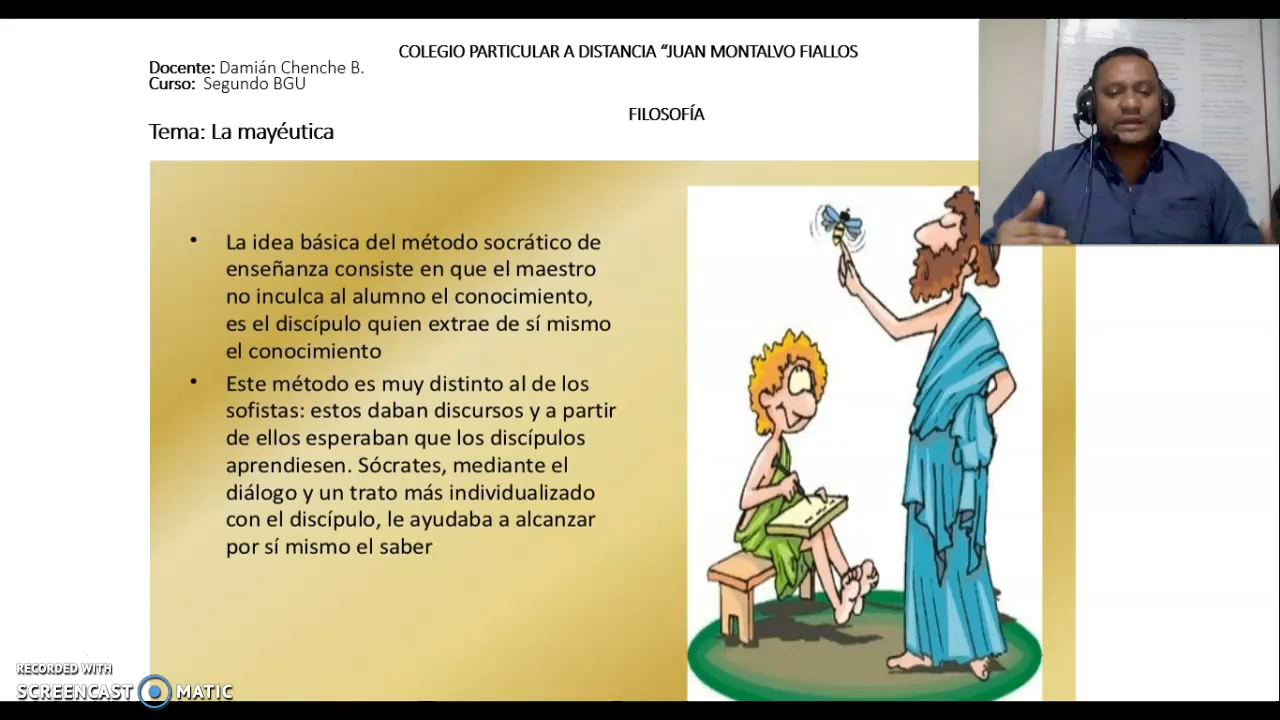 COLEGIO PARTICULAR A DISTANCIA “JUAN MONTALVO FIALLOS
Docente: Damián Chenche B.
Curso: Segundo BGU
FILOSOFÍA
Tema: La mayéutica
• La idea básica del método socrático de
enseñanza consiste en que el maestro
no inculca al alumno el conocimiento,
es el discípulo quien extrae de sí mismo
el conocimiento
• Este método es muy distinto al de los
sofistas: estos daban discursos y a partir
de ellos esperaban que los discípulos
aprendiesen. Sócrates, mediante el
diálogo y un trato más individualizado
con el discípulo, le ayudaba a alcanzar
por sí mismo el saber
RECORDED WITH
SCREENCAST MATIC